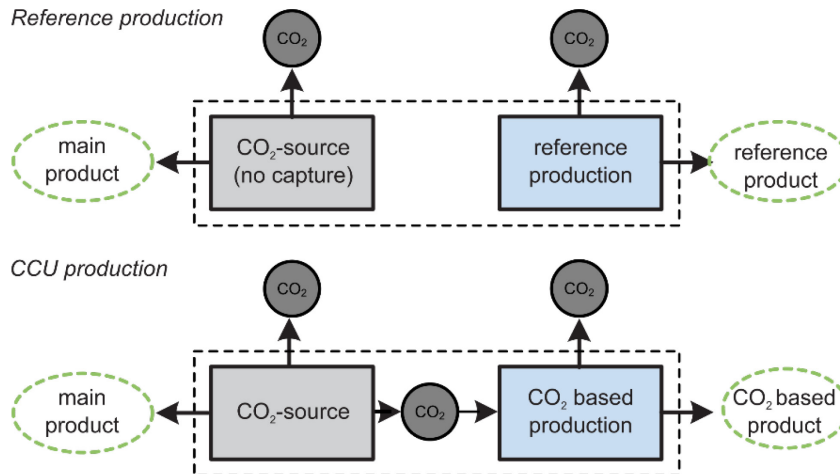 Reference production
CO₂
CO₂
main
product
CO₂-source
(no capture)
reference
production
reference
product
CCU production
CO₂
CO₂
main
product
CO₂-source
CO₂
CO₂ based
production
CO₂ based
product